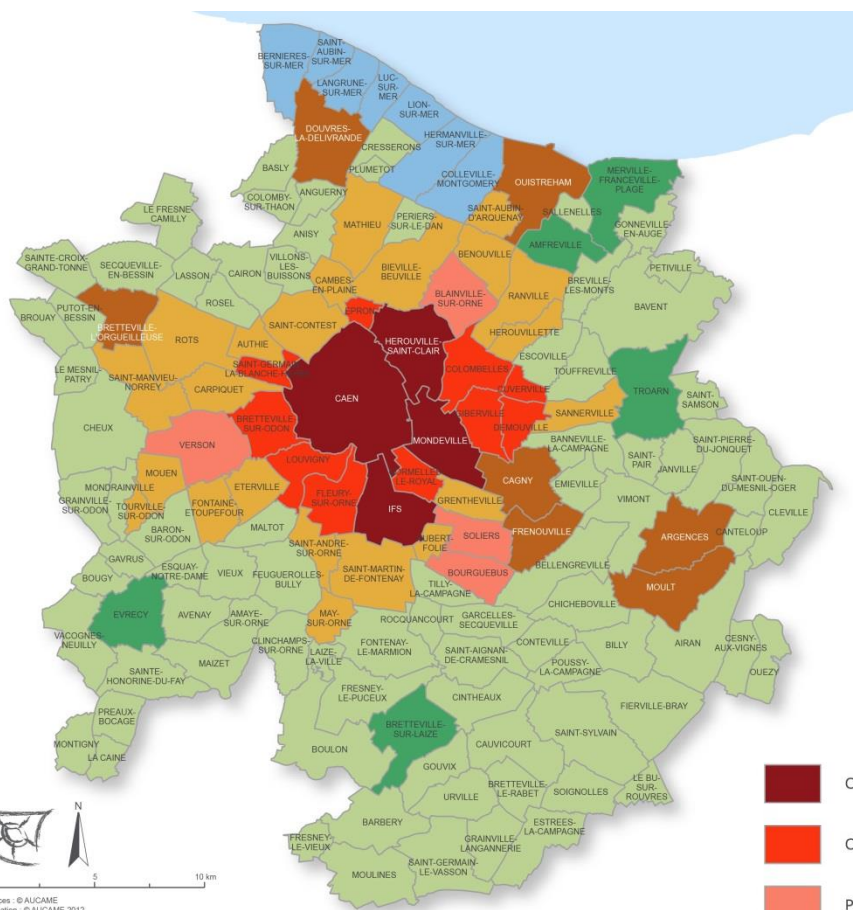 BERNIERES-
SUR-MER
SAINT-
AUBIN-
SUR-MER
LANGRUNE-
SUR-MER
LUC-
SUR-
MER
LION-
SUR-MER
HERMANVILLE-
SUR-MER
COLLEVILLE-
MONTGOMERY
DOUVRES-
LA-DELIVRANDE
CRESSERONS
PLUMETOT
BASLY
COLOMBY-
SUR-THAON
ANGUERNY
OUISTREHAM
SAINT-AUBIN-
D'ARQUENAY
MERVILLE-
FRANCEVILLE-
PLAGE
SALLENELLES
AMFREVILLE
GONNEVILLE-
EN-AUGE
LE FRESNE-
CAMILLY
MATHIEU
PERIERS-
SUR-LE-DAN
ANISY
BENOUVILLE
BIEVILLE-
BEUVILLE
SAINTE-CROIX-
GRAND-TONNE
SECQUEVILLE-
EN-BESSIN
LASSON
CAIRON
VILLONS-
LES-
BUISSONS
CAMBES-
EN-PLAINE
ROSEL
BLAINVILLE-
SUR-ORNE
RANVILLE
BREVILLE-
LES-MONTS
PETIVILLE
BAVENT
BROUAY
PUTOT-EN-
BESSIN
BRETTEVILLE-
L'ORGUEILLEUSE
ROTS
SAINT-CONTEST
EPRON
HEROUVILLE-
SAINT-CLAIR
HEROUVILLETTE
ESCOVILLE
AUTHIE
SAINT-GERMAIN-
COLOMBELLES
TOUFFREVILLE
LE MESNIL-
PATRY
SAINT-MANVIEU-
NORREY
CARPIQUET
CAEN
TROARN
SAINT-
SAMSON
CHEUX
VERSON
BRETTEVILLE-
SUR-ODON
MONDEVILLE
DEMOUVILLE
SANNERVILLE
BANNEVILLE-
LA-CAMPAGNE
SAINT-
PAIR
JANVILLE
SAINT-PIERRE-
DU-JONQUET
MONDRAINVILLE
MOUEN
GRAINVILLE-
SUR-ODON
TOURVILLE-
SUR-ODON
FONTAINE-
ETOUPEFOUR
ETERVILLE
LOUVIGNY
LE-ROYAL
CAGNY
EMIEVILLE
VIMONT
SAINT-OUEN-
DU-MESNIL-OGER
CLEVILLE
BARON-
SUR-ODON
MALTOT
FLEURY-
SUR-ORNE
IFS
GRENTHEVILLE
FRENOUVILLE
ARGENCES
CANTELOUP
GAVRUS
BOUGY
ESQUAY-
NOTRE-DAME
VIEUX
FEUGUEROLLES-
BULLY
SAINT-ANDRE-
SUR-ORNE
SAINT-MARTIN-
DE-FONTENAY
SOLIERS
BOURGUEBUS
BELLENGREVILLE
MOULT
EVRECY
AVENAY
AMAYE-
SUR-ORNE
TILLY-
LA-CAMPAGNE
CHICHEBOVILLE
VACOGNES-
NEUILLY
MAIZET
CLINCHAMPS-
SUR-ORNE
MAY-
SUR-ORNE
ROCQUANCOURT
GARCELLES-
SECQUEVILLE
CONTEVILLE
BILLY
AIRAN
CESNY-
AUX-VIGNES
OUEZY
SAINTE-
HONORINE-DU-FAY
LAIZE-
LA-VILLE
FONTENAY-
LE-MARMION
SAINT-AIGNAN-
DE-CRAMESNIL
POUSSY-
LA-CAMPAGNE
PREAUX-
BOCAGE
FRESNEY-
LE-PUCEUX
CINTHEAUX
FIERVILLE-BRAY
MONTIGNY
LA CAINE
BRETTEVILLE-
SUR-LAIZE
BOULON
GOUVIX
CAUVICOURT
SAINT-SYLVAIN
URVILLE
BRETTEVILLE-
LE-RABET
SOIGNOLLES
LE BU-
SUR-
ROUVRES
BARBERY
ESTREES-
LA-CAMPAGNE
FRESNEY-
LE-VIEUX
GRAINVILLE-
LANGANNERIE
MOULINES
SAINT-GERMAIN-
LE-VASSON
N
5
10 km
© AUCAME
© AUCAME 2012
P